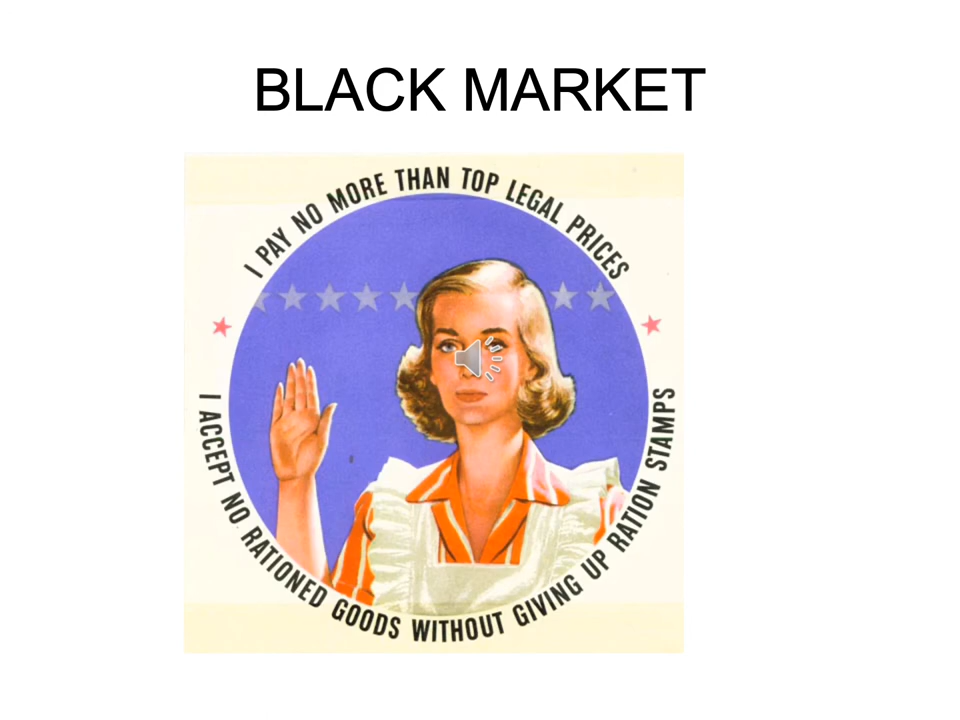 BLACK MARKET
I PAY NO MORE THAN TOP LEGAL PRICES
I ACCEPT NO RATIONED GOODS WITHOUT GIVING UP RATION STAMPS